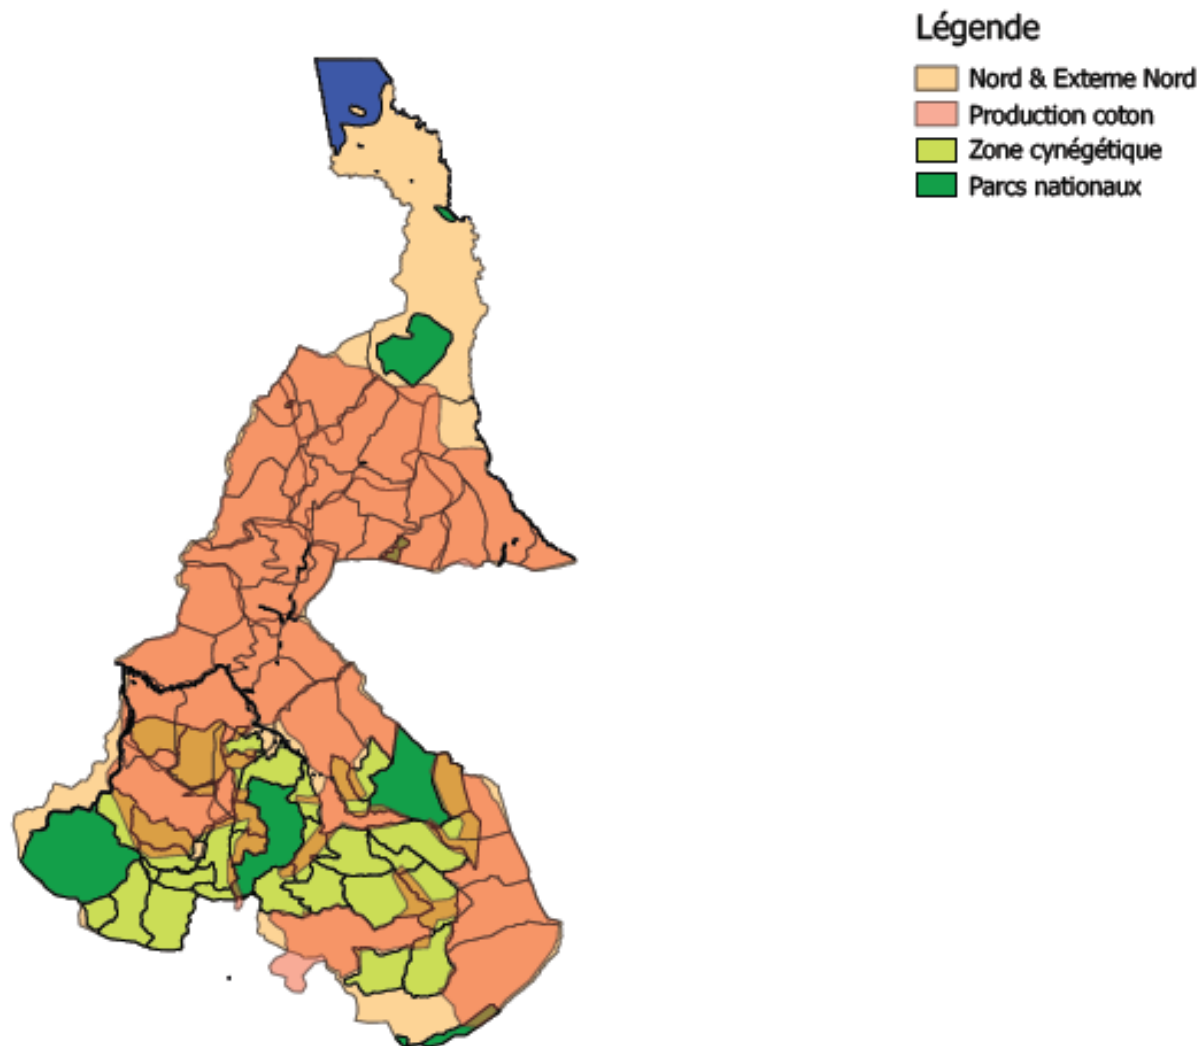 Légende
Nord & Exteme Nord
Production coton
Zone cynégétique
Parcs nationaux